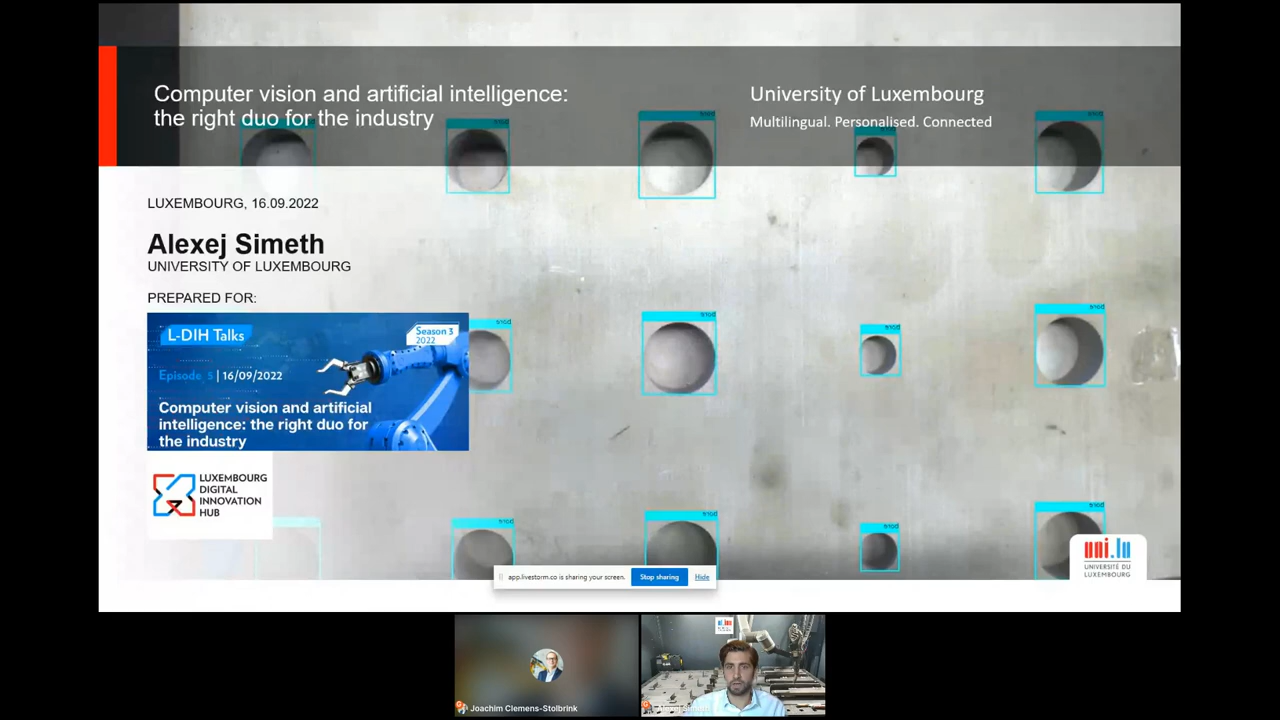 Computer vision and artificial intelligence:
the right duo for the industry
University of Luxembourg
Multilingual. Personalised. Connected
LUXEMBOURG, 16.09.2022
Alexej Simeth
UNIVERSITY OF LUXEMBOURG
PREPARED FOR:
L-DIH Talks
Season 3
2022
Episode 5 | 16/09/2022
Computer vision and artificial
intelligence: the right duo for
the industry
LUXEMBOURG
DIGITAL
INNOVATION
HUB
uni.lu
UNIVERSITÉ DU
LUXEMBOURG
app.livestorm.co is sharing your screen.
Stop sharing
Hide
Joachim Clemens-Stolbrink